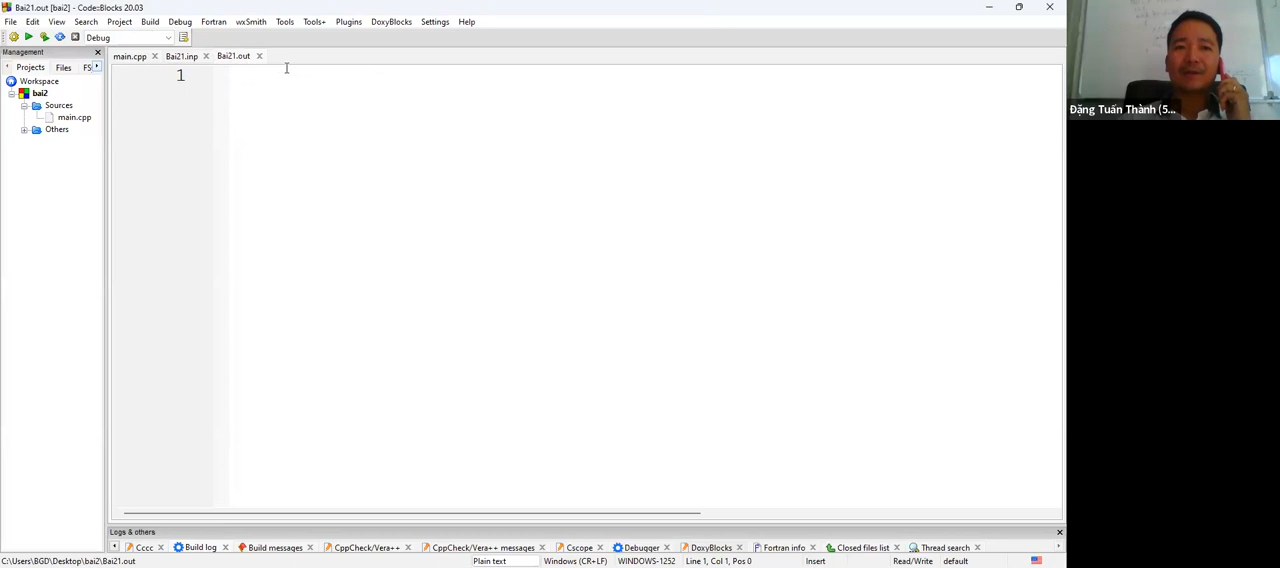 Bai21.out [bai2] - Code::Blocks 20.03
File Edit View Search Project Build Debug Fortran wxSmith Tools Tools+ Plugins DoxyBlocks Settings Help
Debug
Management
main.cpp Bai21.inp Bai21.out
Projects Files FS
1
Workspace
bai2
Sources
main.cpp
Others
Đặng Tuấn Thành (5...
Logs & others
Cccc Build log Build messages CppCheck/Vera++ CppCheck/Vera++ messages Cscope Debugger DoxyBlocks Fortran info Closed files list Thread search
C:\Users\BGD\Desktop\bai2\Bai21.out Plain text Windows (CR+LF) WINDOWS-1252 Line 1, Col 1, Pos 0 Insert Read/Write default